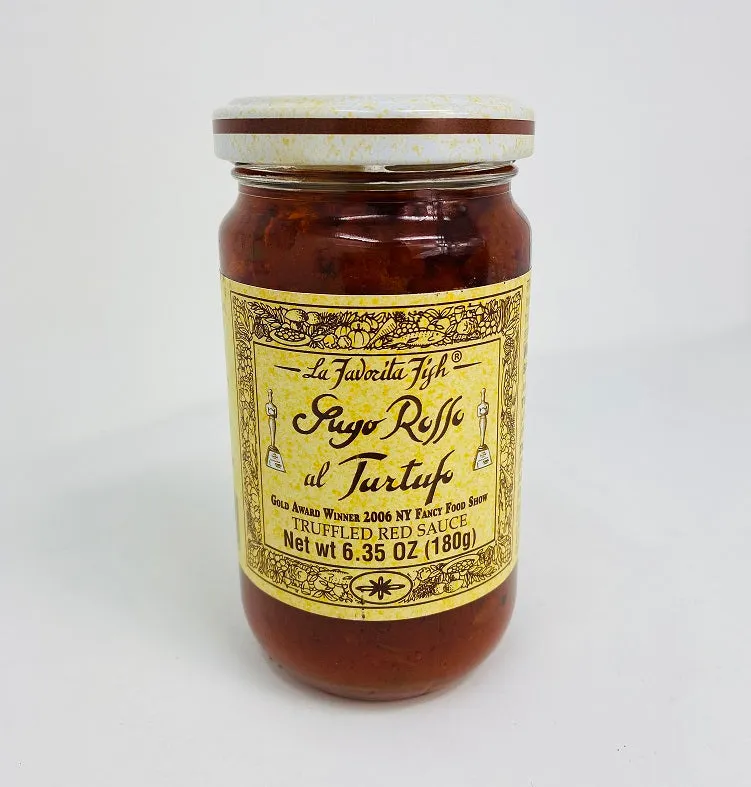 La Favorita Fish®
Sugo Rosso
al Tartufo
Gold Award Winner 2006 NY Fancy Food Show
TRUFFLED RED SAUCE
Net wt 6.35 OZ (180g)